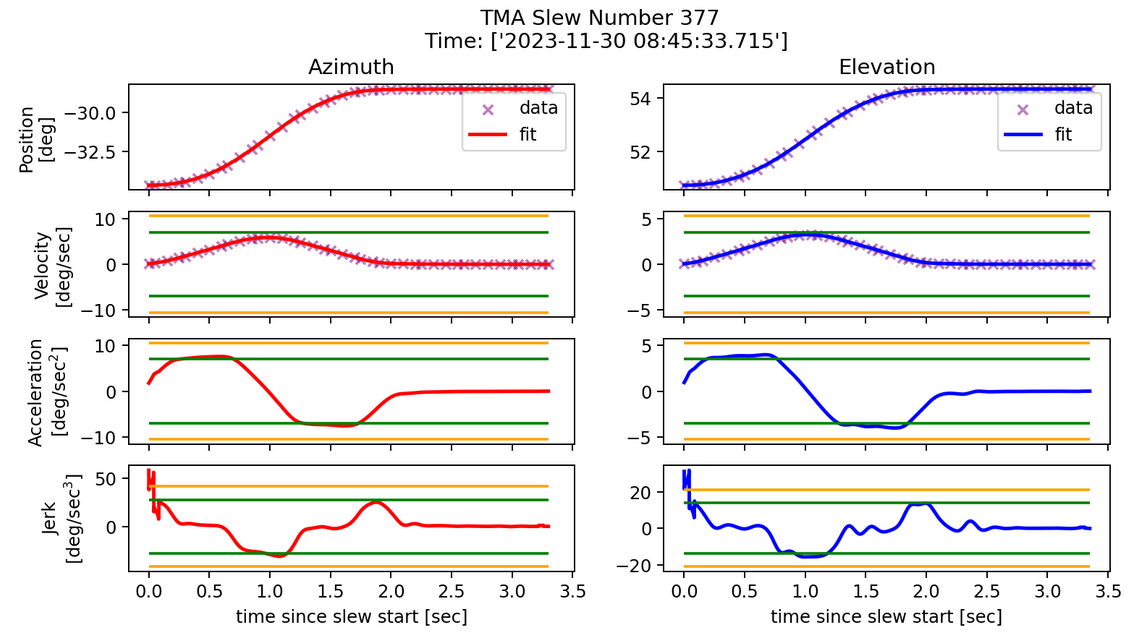 TMA Slew Number 377
Time: ['2023-11-30 08:45:33.715']
Azimuth
Elevation
Position
[deg]
−30.0
−32.5
data
fit
54
52
data
fit
Velocity
[deg/sec]
10
0
−10
5
0
−5
Acceleration
[deg/sec²]
10
0
−10
5
0
−5
Jerk
[deg/sec³]
50
0
20
0
−20
0.0 0.5 1.0 1.5 2.0 2.5 3.0 3.5
0.0 0.5 1.0 1.5 2.0 2.5 3.0 3.5
time since slew start [sec]
time since slew start [sec]